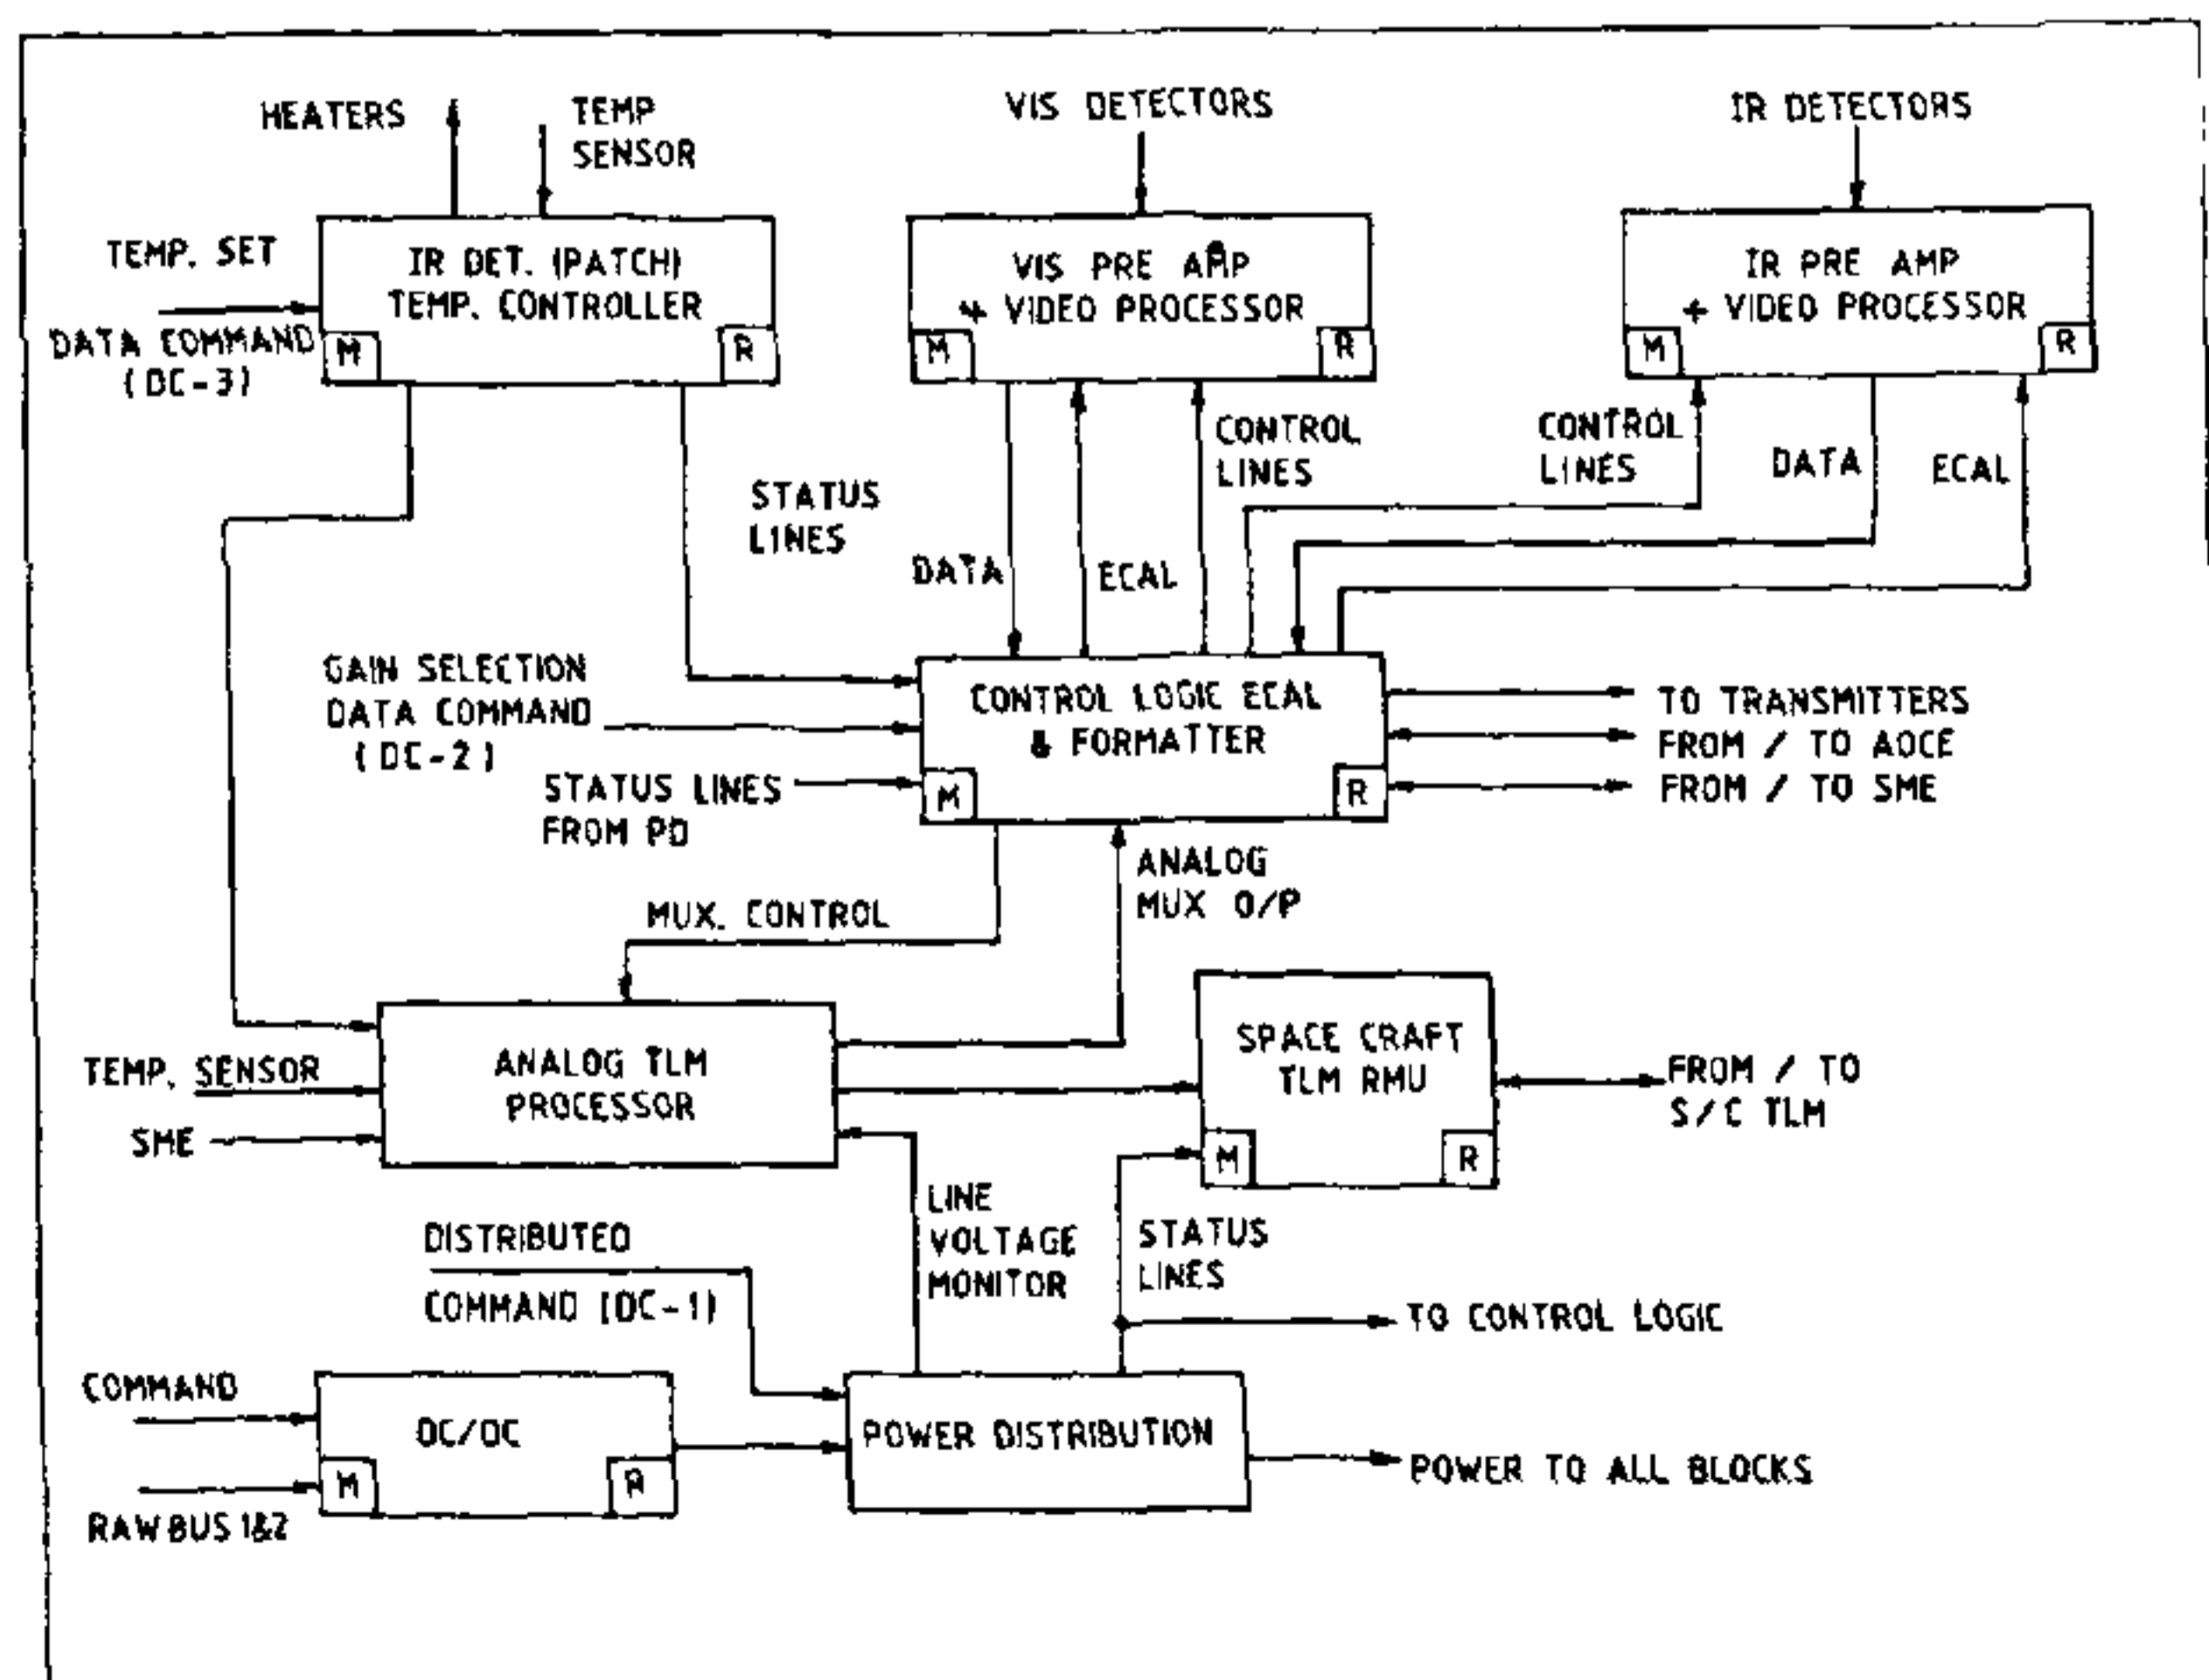 HEATERS
TEMP
SENSOR
VIS DETECTORS
IR DETECTORS
TEMP. SET
DATA COMMAND
(DC-3)
IR DET. (PATCH)
TEMP. CONTROLLER
M
R
VIS PRE AMP
+ VIDEO PROCESSOR
M
R
IR PRE AMP
+ VIDEO PROCESSOR
M
R
STATUS
LINES
DATA
ECAL
CONTROL
LINES
CONTROL
LINES
DATA
ECAL
GAIN SELECTION
DATA COMMAND
(DC-2)
STATUS LINES
FROM PD
CONTROL LOGIC ECAL
& FORMATTER
M
R
TO TRANSMITTERS
FROM / TO AOCE
FROM / TO SME
MUX. CONTROL
ANALOG
MUX O/P
TEMP. SENSOR
SME
ANALOG TLM
PROCESSOR
SPACE CRAFT
TLM RMU
M
R
FROM / TO
S/C TLM
LINE
VOLTAGE
MONITOR
STATUS
LINES
DISTRIBUTED
COMMAND (DC-1)
TO CONTROL LOGIC
COMMAND
RAW BUS 1&2
DC/DC
M
R
POWER DISTRIBUTION
POWER TO ALL BLOCKS